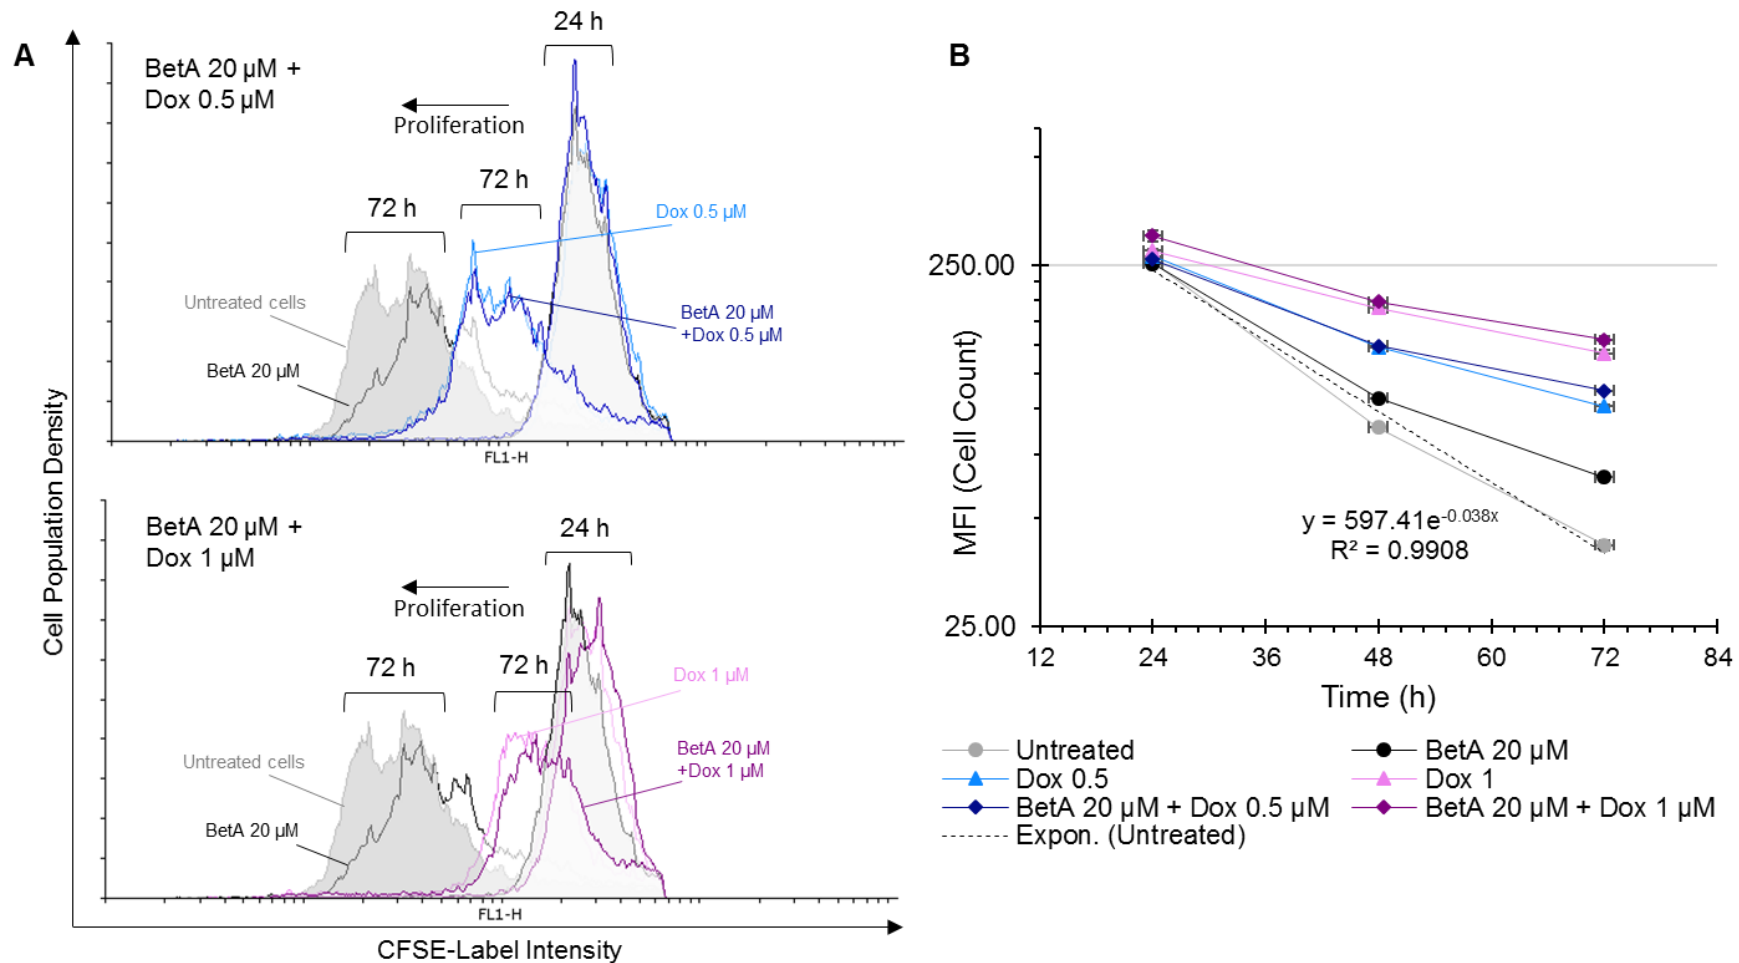 A
BetA 20 µM +
Dox 0.5 µM
24 h
Proliferation
72 h
72 h
Dox 0.5 µM
Untreated cells
BetA 20 µM
+Dox 0.5 µM
BetA 20 µM
FL1-H
BetA 20 µM +
Dox 1 µM
24 h
Proliferation
72 h
72 h
Dox 1 µM
Untreated cells
BetA 20 µM
+Dox 1 µM
BetA 20 µM
FL1-H
Cell Population Density
CFSE-Label Intensity
B
250.00
25.00
MFI (Cell Count)
y = 597.41e-0.038x
R² = 0.9908
12 24 36 48 60 72 84
Time (h)
Untreated
BetA 20 µM
Dox 0.5
Dox 1
BetA 20 µM + Dox 0.5 µM
BetA 20 µM + Dox 1 µM
Expon. (Untreated)